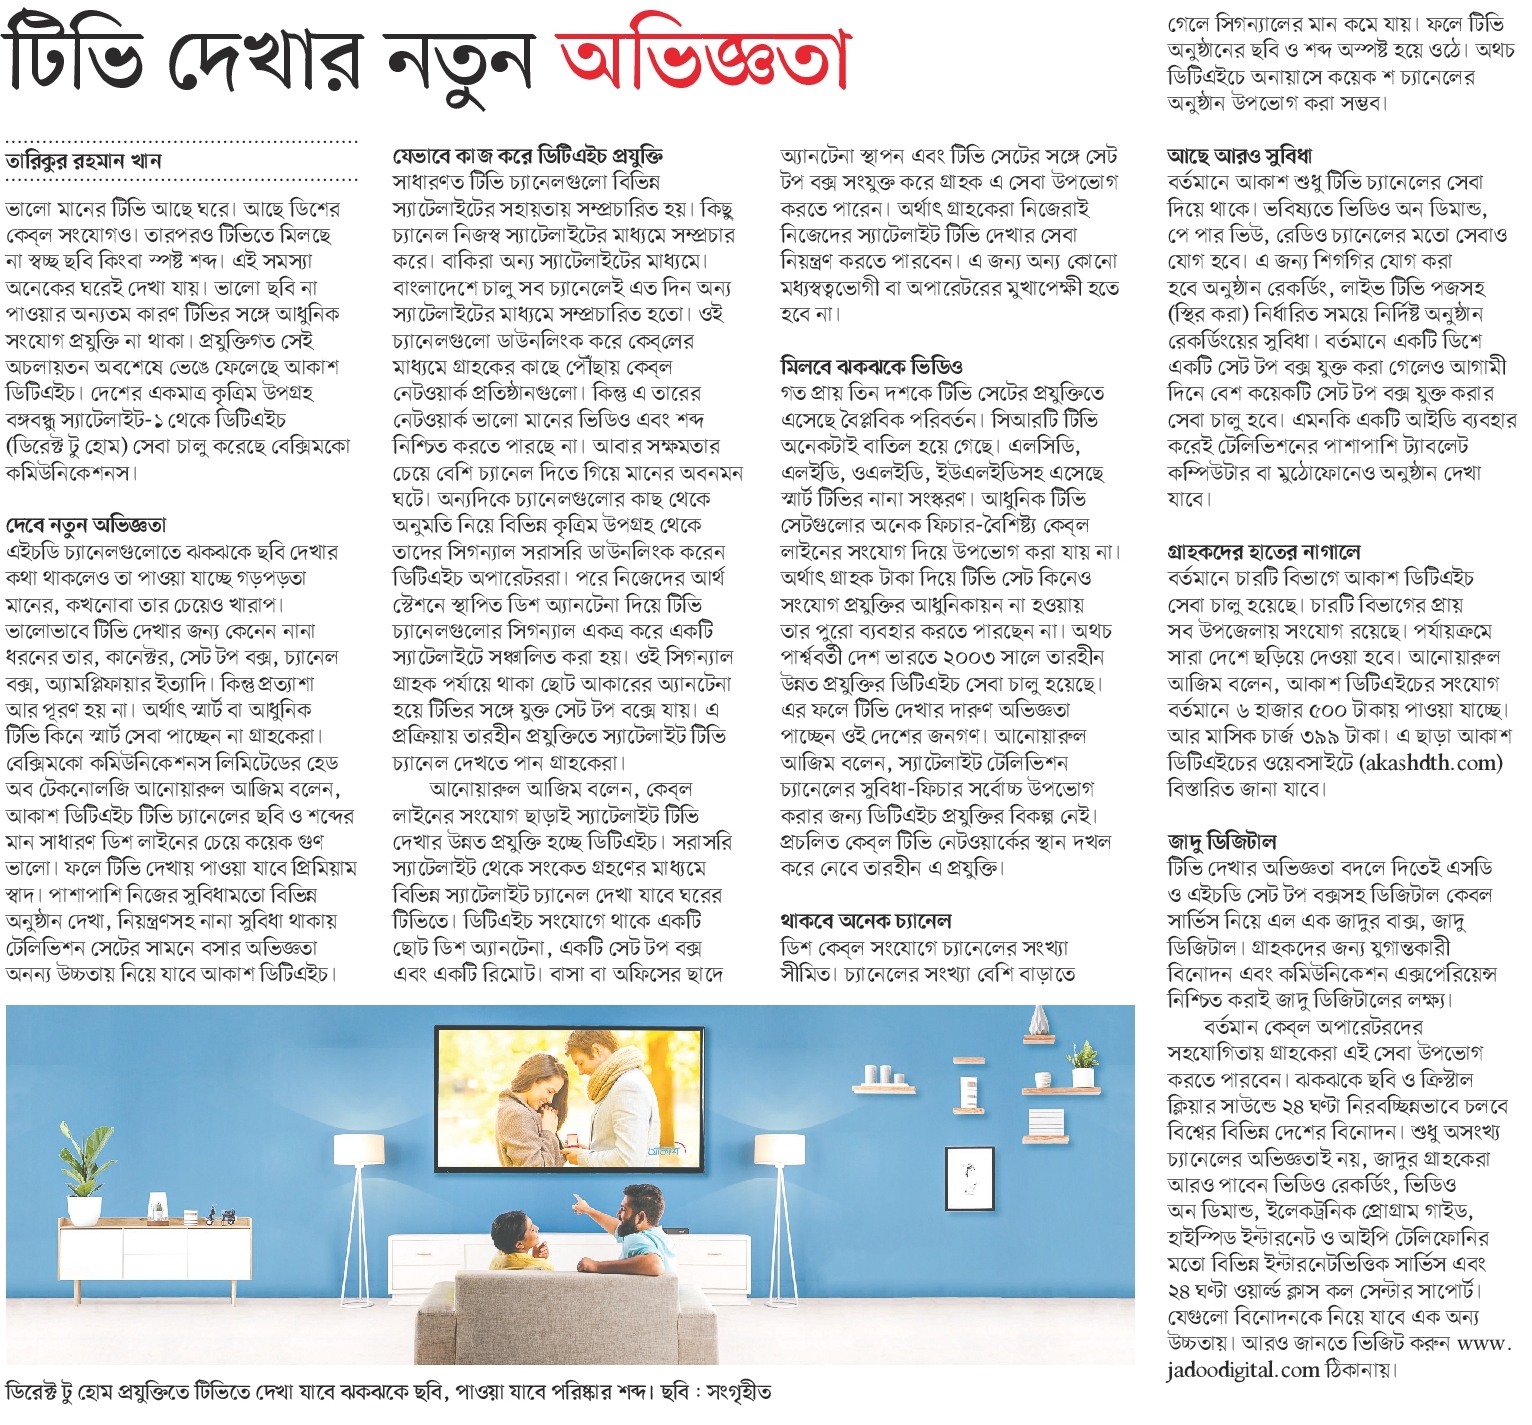 টিভি দেখার নতুন অভিজ্ঞতা
তারিকুর রহমান খান
ভালো মানের টিভি আছে ঘরে। আছে ডিশের
কেব্‌ল সংযোগও। তারপরও টিভিতে মিলছে
না স্বচ্ছ ছবি কিংবা স্পষ্ট শব্দ। এই সমস্যা
অনেকের ঘরেই দেখা যায়। ভালো ছবি না
পাওয়ার অন্যতম কারণ টিভির সঙ্গে আধুনিক
সংযোগ প্রযুক্তি না থাকা। প্রযুক্তিগত সেই
অচলায়তন অবশেষে ভেঙে ফেলেছে আকাশ
ডিটিএইচ। দেশের একমাত্র কৃত্রিম উপগ্রহ
বঙ্গবন্ধু স্যাটেলাইট-১ থেকে ডিটিএইচ
(ডিরেক্ট টু হোম) সেবা চালু করেছে বেক্সিমকো
কমিউনিকেশনস।
দেবে নতুন অভিজ্ঞতা
এইচডি চ্যানেলগুলোতে ঝকঝকে ছবি দেখার
কথা থাকলেও তা পাওয়া যাচ্ছে গড়পড়তা
মানের, কখনোবা তার চেয়েও খারাপ।
ভালোভাবে টিভি দেখার জন্য কেনেন নানা
ধরনের তার, কানেক্টর, সেট টপ বক্স, চ্যানেল
বক্স, অ্যামপ্লিফায়ার ইত্যাদি। কিন্তু প্রত্যাশা
আর পূরণ হয় না। অর্থাৎ স্মার্ট বা আধুনিক
টিভি কিনে স্মার্ট সেবা পাচ্ছেন না গ্রাহকেরা।
বেক্সিমকো কমিউনিকেশনস লিমিটেডের হেড
অব টেকনোলজি আনোয়ারুল আজিম বলেন,
আকাশ ডিটিএইচ টিভি চ্যানেলের ছবি ও শব্দের
মান সাধারণ ডিশ লাইনের চেয়ে কয়েক গুণ
ভালো। ফলে টিভি দেখায় পাওয়া যাবে প্রিমিয়াম
স্বাদ। পাশাপাশি নিজের সুবিধামতো বিভিন্ন
অনুষ্ঠান দেখা, নিয়ন্ত্রণসহ নানা সুবিধা থাকায়
টেলিভিশন সেটের সামনে বসার অভিজ্ঞতা
অনন্য উচ্চতায় নিয়ে যাবে আকাশ ডিটিএইচ।
যেভাবে কাজ করে ডিটিএইচ প্রযুক্তি
সাধারণত টিভি চ্যানেলগুলো বিভিন্ন
স্যাটেলাইটের সহায়তায় সম্প্রচারিত হয়। কিছু
চ্যানেল নিজস্ব স্যাটেলাইটের মাধ্যমে সম্প্রচার
করে। বাকিরা অন্য স্যাটেলাইটের মাধ্যমে।
বাংলাদেশে চালু সব চ্যানেলেই এত দিন অন্য
স্যাটেলাইটের মাধ্যমে সম্প্রচারিত হতো। ওই
চ্যানেলগুলো ডাউনলিংক করে কেব্‌লের
মাধ্যমে গ্রাহকের কাছে পৌঁছায় কেব্‌ল
নেটওয়ার্ক প্রতিষ্ঠানগুলো। কিন্তু এ তারের
নেটওয়ার্ক ভালো মানের ভিডিও এবং শব্দ
নিশ্চিত করতে পারছে না। আবার সক্ষমতার
চেয়ে বেশি চ্যানেল দিতে গিয়ে মানের অবনমন
ঘটে। অন্যদিকে চ্যানেলগুলোর কাছ থেকে
অনুমতি নিয়ে বিভিন্ন কৃত্রিম উপগ্রহ থেকে
তাদের সিগন্যাল সরাসরি ডাউনলিংক করেন
ডিটিএইচ অপারেটররা। পরে নিজেদের আর্থ
স্টেশনে স্থাপিত ডিশ অ্যানটেনা দিয়ে টিভি
চ্যানেলগুলোর সিগন্যাল একত্র করে একটি
স্যাটেলাইটে সঞ্চালিত করা হয়। ওই সিগন্যাল
গ্রাহক পর্যায়ে থাকা ছোট আকারের অ্যানটেনা
হয়ে টিভির সঙ্গে যুক্ত সেট টপ বক্সে যায়। এ
প্রক্রিয়ায় তারহীন প্রযুক্তিতে স্যাটেলাইট টিভি
চ্যানেল দেখতে পান গ্রাহকেরা।
আনোয়ারুল আজিম বলেন, কেব্‌ল
লাইনের সংযোগ ছাড়াই স্যাটেলাইট টিভি
দেখার উন্নত প্রযুক্তি হচ্ছে ডিটিএইচ। সরাসরি
স্যাটেলাইট থেকে সংকেত গ্রহণের মাধ্যমে
বিভিন্ন স্যাটেলাইট চ্যানেল দেখা যাবে ঘরের
টিভিতে। ডিটিএইচ সংযোগে থাকে একটি
ছোট ডিশ অ্যানটেনা, একটি সেট টপ বক্স
এবং একটি রিমোট। বাসা বা অফিসের ছাদে
অ্যানটেনা স্থাপন এবং টিভি সেটের সঙ্গে সেট
টপ বক্স সংযুক্ত করে গ্রাহক এ সেবা উপভোগ
করতে পারেন। অর্থাৎ গ্রাহকেরা নিজেরাই
নিজেদের স্যাটেলাইট টিভি দেখার সেবা
নিয়ন্ত্রণ করতে পারবেন। এ জন্য অন্য কোনো
মধ্যস্বত্বভোগী বা অপারেটরের মুখাপেক্ষী হতে
হবে না।
মিলবে ঝকঝকে ভিডিও
গত প্রায় তিন দশকে টিভি সেটের প্রযুক্তিতে
এসেছে বৈপ্লবিক পরিবর্তন। সিআরটি টিভি
অনেকটাই বাতিল হয়ে গেছে। এলসিডি,
এলইডি, ওএলইডি, ইউএলইডিসহ এসেছে
স্মার্ট টিভির নানা সংস্করণ। আধুনিক টিভি
সেটগুলোর অনেক ফিচার-বৈশিষ্ট্য কেব্‌ল
লাইনের সংযোগ দিয়ে উপভোগ করা যায় না।
অর্থাৎ গ্রাহক টাকা দিয়ে টিভি সেট কিনেও
সংযোগ প্রযুক্তির আধুনিকায়ন না হওয়ায়
তার পুরো ব্যবহার করতে পারছেন না। অথচ
পার্শ্ববর্তী দেশ ভারতে ২০০৩ সালে তারহীন
উন্নত প্রযুক্তির ডিটিএইচ সেবা চালু হয়েছে।
এর ফলে টিভি দেখার দারুণ অভিজ্ঞতা
পাচ্ছেন ওই দেশের জনগণ। আনোয়ারুল
আজিম বলেন, স্যাটেলাইট টেলিভিশন
চ্যানেলের সুবিধা-ফিচার সর্বোচ্চ উপভোগ
করার জন্য ডিটিএইচ প্রযুক্তির বিকল্প নেই।
প্রচলিত কেব্‌ল টিভি নেটওয়ার্কের স্থান দখল
করে নেবে তারহীন এ প্রযুক্তি।
থাকবে অনেক চ্যানেল
ডিশ কেব্‌ল সংযোগে চ্যানেলের সংখ্যা
সীমিত। চ্যানেলের সংখ্যা বেশি বাড়াতে
গেলে সিগন্যালের মান কমে যায়। ফলে টিভি
অনুষ্ঠানের ছবি ও শব্দ অস্পষ্ট হয়ে ওঠে। অথচ
ডিটিএইচে অনায়াসে কয়েক শ চ্যানেলের
অনুষ্ঠান উপভোগ করা সম্ভব।
আছে আরও সুবিধা
বর্তমানে আকাশ শুধু টিভি চ্যানেলের সেবা
দিয়ে থাকে। ভবিষ্যতে ভিডিও অন ডিমান্ড,
পে পার ভিউ, রেডিও চ্যানেলের মতো সেবাও
যোগ হবে। এ জন্য শিগগির যোগ করা
হবে অনুষ্ঠান রেকর্ডিং, লাইভ টিভি পজসহ
(স্থির করা) নির্ধারিত সময়ে নির্দিষ্ট অনুষ্ঠান
রেকর্ডিংয়ের সুবিধা। বর্তমানে একটি ডিশে
একটি সেট টপ বক্স যুক্ত করা গেলেও আগামী
দিনে বেশ কয়েকটি সেট টপ বক্স যুক্ত করার
সেবা চালু হবে। এমনকি একটি আইডি ব্যবহার
করেই টেলিভিশনের পাশাপাশি ট্যাবলেট
কম্পিউটার বা মুঠোফোনেও অনুষ্ঠান দেখা
যাবে।
গ্রাহকদের হাতের নাগালে
বর্তমানে চারটি বিভাগে আকাশ ডিটিএইচ
সেবা চালু হয়েছে। চারটি বিভাগের প্রায়
সব উপজেলায় সংযোগ রয়েছে। পর্যায়ক্রমে
সারা দেশে ছড়িয়ে দেওয়া হবে। আনোয়ারুল
আজিম বলেন, আকাশ ডিটিএইচের সংযোগ
বর্তমানে ৬ হাজার ৫০০ টাকায় পাওয়া যাচ্ছে।
আর মাসিক চার্জ ৩৯৯ টাকা। এ ছাড়া আকাশ
ডিটিএইচের ওয়েবসাইটে (akashdth.com)
বিস্তারিত জানা যাবে।
জাদু ডিজিটাল
টিভি দেখার অভিজ্ঞতা বদলে দিতেই এসডি
ও এইচডি সেট টপ বক্সসহ ডিজিটাল কেবল
সার্ভিস নিয়ে এল এক জাদুর বাক্স, জাদু
ডিজিটাল। গ্রাহকদের জন্য যুগান্তকারী
বিনোদন এবং কমিউনিকেশন এক্সপেরিয়েন্স
নিশ্চিত করাই জাদু ডিজিটালের লক্ষ্য।
বর্তমান কেব্‌ল অপারেটরদের
সহযোগিতায় গ্রাহকেরা এই সেবা উপভোগ
করতে পারবেন। ঝকঝকে ছবি ও ক্রিস্টাল
ক্লিয়ার সাউন্ডে ২৪ ঘণ্টা নিরবচ্ছিন্নভাবে চলবে
বিশ্বের বিভিন্ন দেশের বিনোদন। শুধু অসংখ্য
চ্যানেলের অভিজ্ঞতাই নয়, জাদুর গ্রাহকেরা
আরও পাবেন ভিডিও রেকর্ডিং, ভিডিও
অন ডিমান্ড, ইলেকট্রনিক প্রোগ্রাম গাইড,
হাইস্পিড ইন্টারনেট ও আইপি টেলিফোনির
মতো বিভিন্ন ইন্টারনেটভিত্তিক সার্ভিস এবং
২৪ ঘণ্টা ওয়ার্ল্ড ক্লাস কল সেন্টার সাপোর্ট।
যেগুলো বিনোদনকে নিয়ে যাবে এক অন্য
উচ্চতায়। আরও জানতে ভিজিট করুন www.
jadoodigital.com ঠিকানায়।
আকাশ
ডিরেক্ট টু হোম প্রযুক্তিতে টিভিতে দেখা যাবে ঝকঝকে ছবি, পাওয়া যাবে পরিষ্কার শব্দ। ছবি : সংগৃহীত